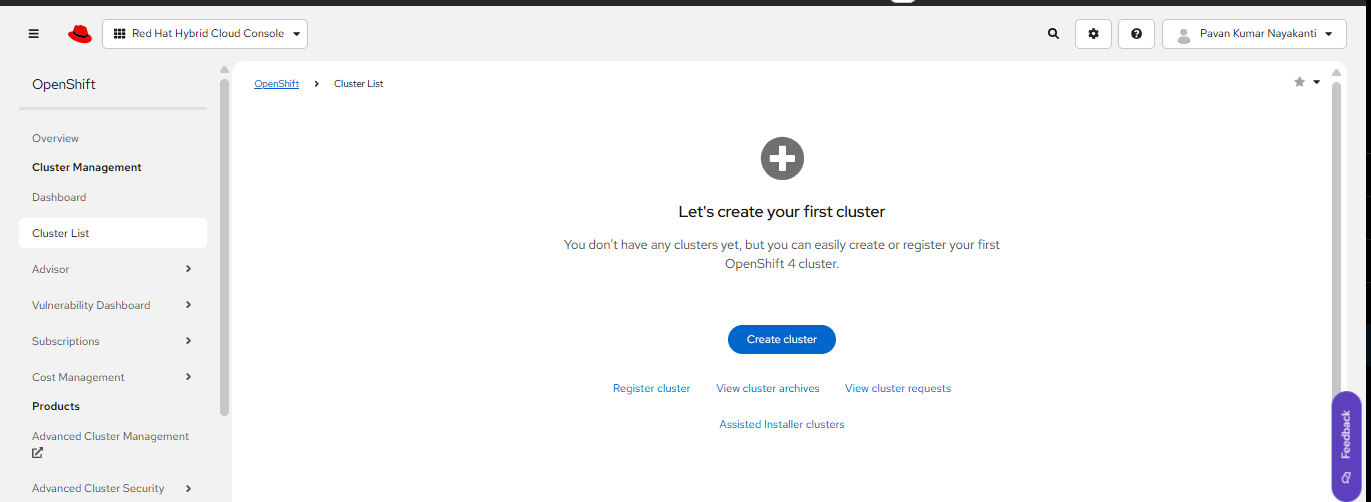 Red Hat Hybrid Cloud Console
Pavan Kumar Nayakanti
OpenShift
Overview
Cluster Management
Dashboard
Cluster List
Advisor
Vulnerability Dashboard
Subscriptions
Cost Management
Products
Advanced Cluster Management
Advanced Cluster Security
OpenShift > Cluster List
Let's create your first cluster
You don't have any clusters yet, but you can easily create or register your first
OpenShift 4 cluster.
Create cluster
Register cluster View cluster archives View cluster requests
Assisted Installer clusters
Feedback